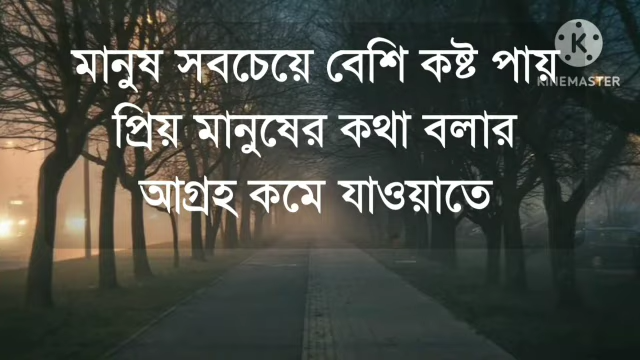 মানুষ সবচেয়ে বেশি কষ্ট পায়
প্রিয় মানুষের কথা বলার
আগ্রহ কমে যাওয়াতে
K
KINEMASTER